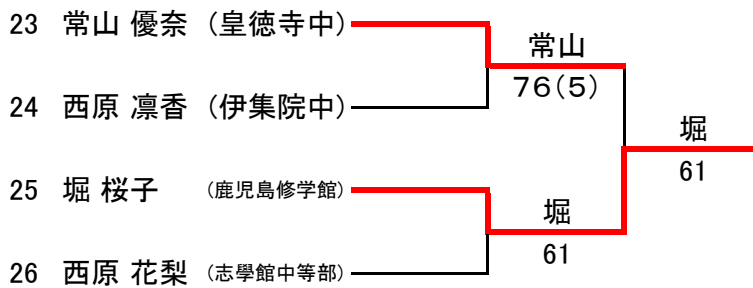 23 常山 優奈 (皇徳寺中)
常山
76(5)
24 西原 凛香 (伊集院中)
堀
61
25 堀 桜子 (鹿児島修学館)
堀
61
26 西原 花梨 (志學館中等部)